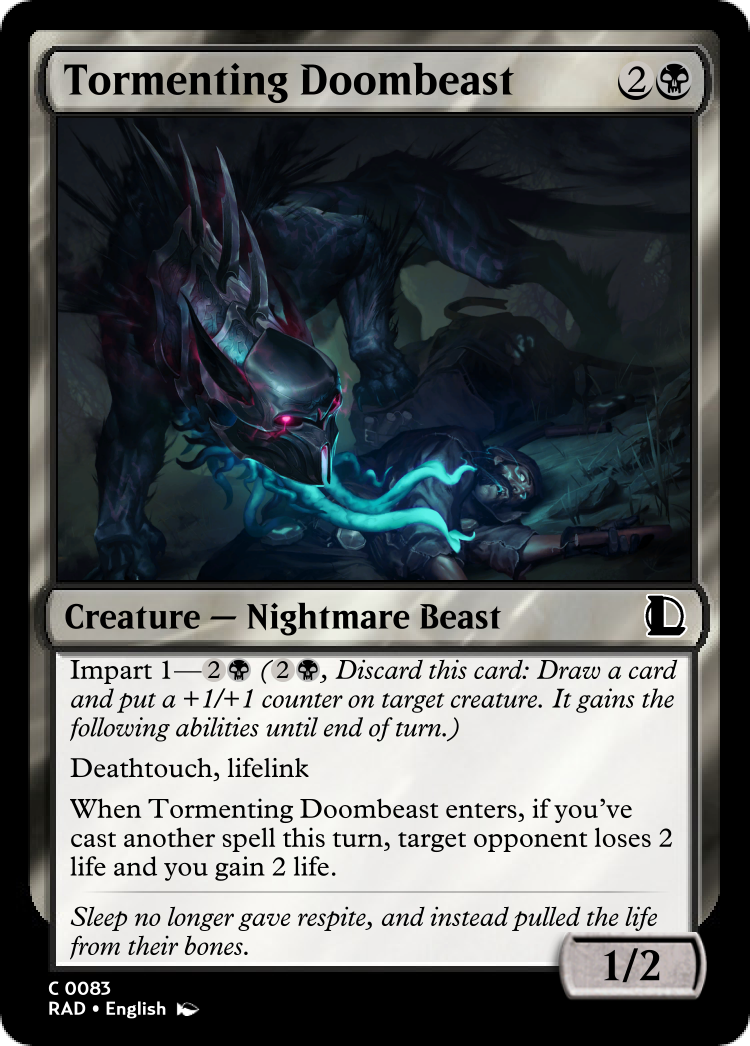 Tormenting Doombeast 2
Creature — Nightmare Beast
Impart 1—2 (2, Discard this card: Draw a card
and put a +1/+1 counter on target creature. It gains the
following abilities until end of turn.)
Deathtouch, lifelink
When Tormenting Doombeast enters, if you've
cast another spell this turn, target opponent loses 2
life and you gain 2 life.
Sleep no longer gave respite, and instead pulled the life
from their bones.
1/2
C 0083
RAD • English